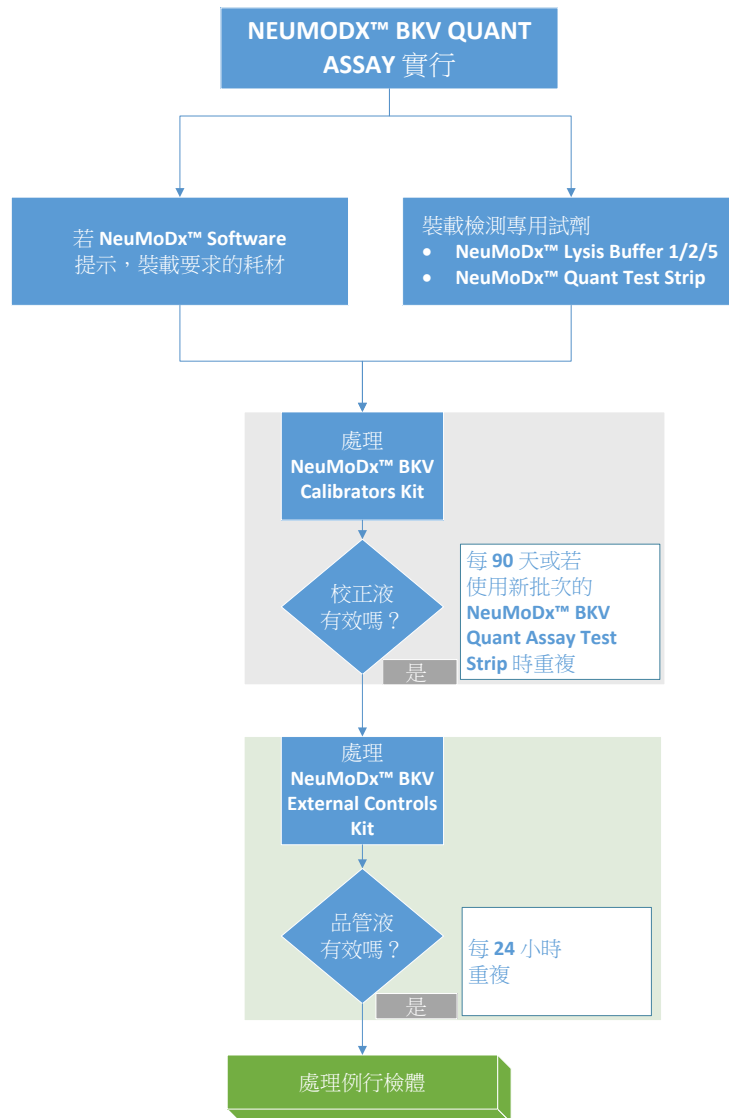 NEUMODX™ BKV QUANT
ASSAY 實行
若 NeuMoDx™ Software
提示，裝載要求的耗材
裝載檢測專用試劑
• NeuMoDx™ Lysis Buffer 1/2/5
• NeuMoDx™ Quant Test Strip
處理
NeuMoDx™ BKV
Calibrators Kit
校正液
有效嗎？
每 90 天或若
使用新批次的
NeuMoDx™ BKV
Quant Assay Test
Strip 時重複
是
處理
NeuMoDx™ BKV
External Controls
Kit
品管液
有效嗎？
每 24 小時
重複
是
處理例行檢體